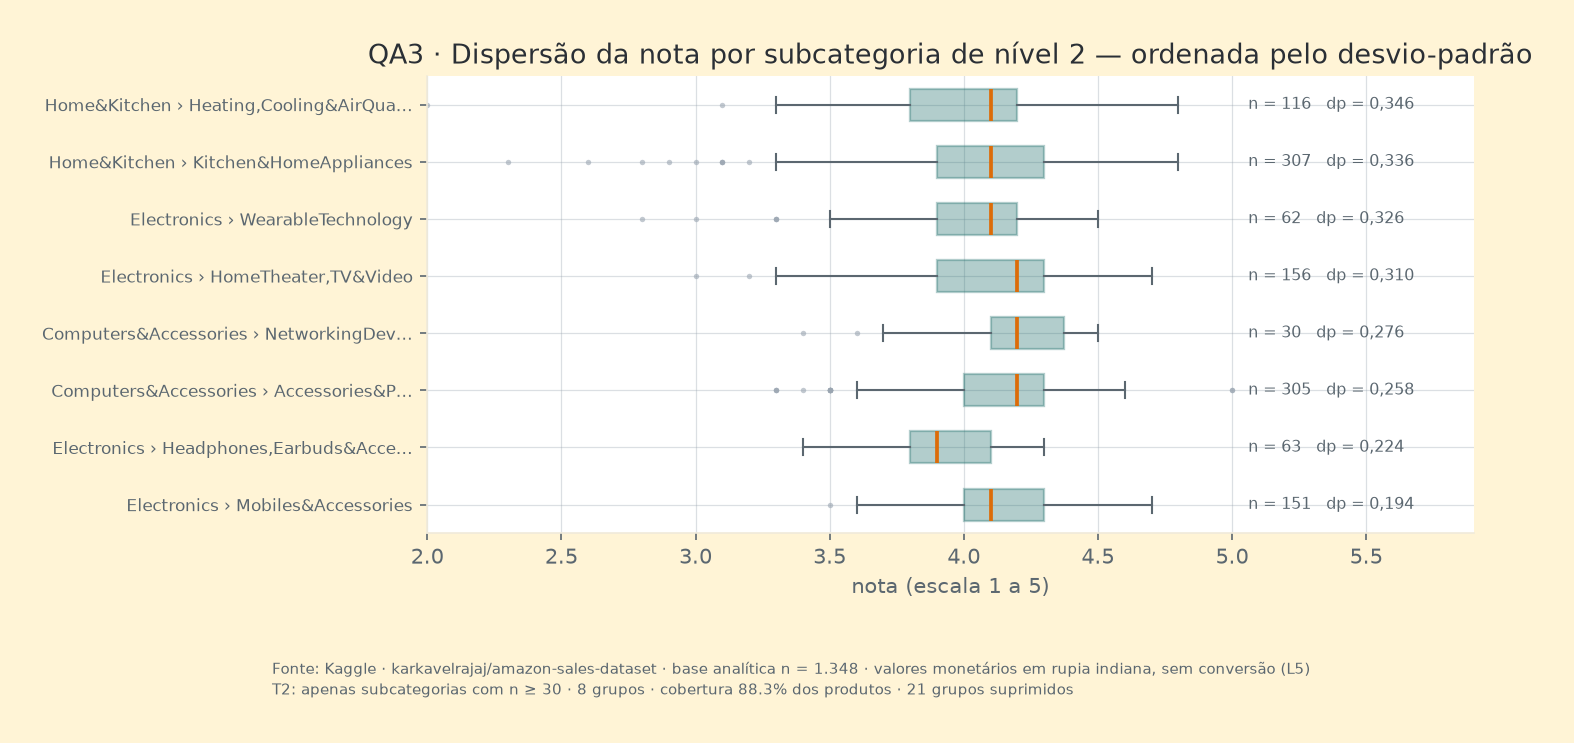 QA3 · Dispersão da nota por subcategoria de nível 2 — ordenada pelo desvio-padrão
Home&Kitchen › Heating,Cooling&AirQua… n = 116 dp = 0,346
Home&Kitchen › Kitchen&HomeAppliances n = 307 dp = 0,336
Electronics › WearableTechnology n = 62 dp = 0,326
Electronics › HomeTheater,TV&Video n = 156 dp = 0,310
Computers&Accessories › NetworkingDev… n = 30 dp = 0,276
Computers&Accessories › Accessories&P… n = 305 dp = 0,258
Electronics › Headphones,Earbuds&Acce… n = 63 dp = 0,224
Electronics › Mobiles&Accessories n = 151 dp = 0,194
2.0 2.5 3.0 3.5 4.0 4.5 5.0 5.5
nota (escala 1 a 5)
Fonte: Kaggle · karkavelrajaj/amazon-sales-dataset · base analítica n = 1.348 · valores monetários em rupia indiana, sem conversão (L5)
T2: apenas subcategorias com n ≥ 30 · 8 grupos · cobertura 88.3% dos produtos · 21 grupos suprimidos